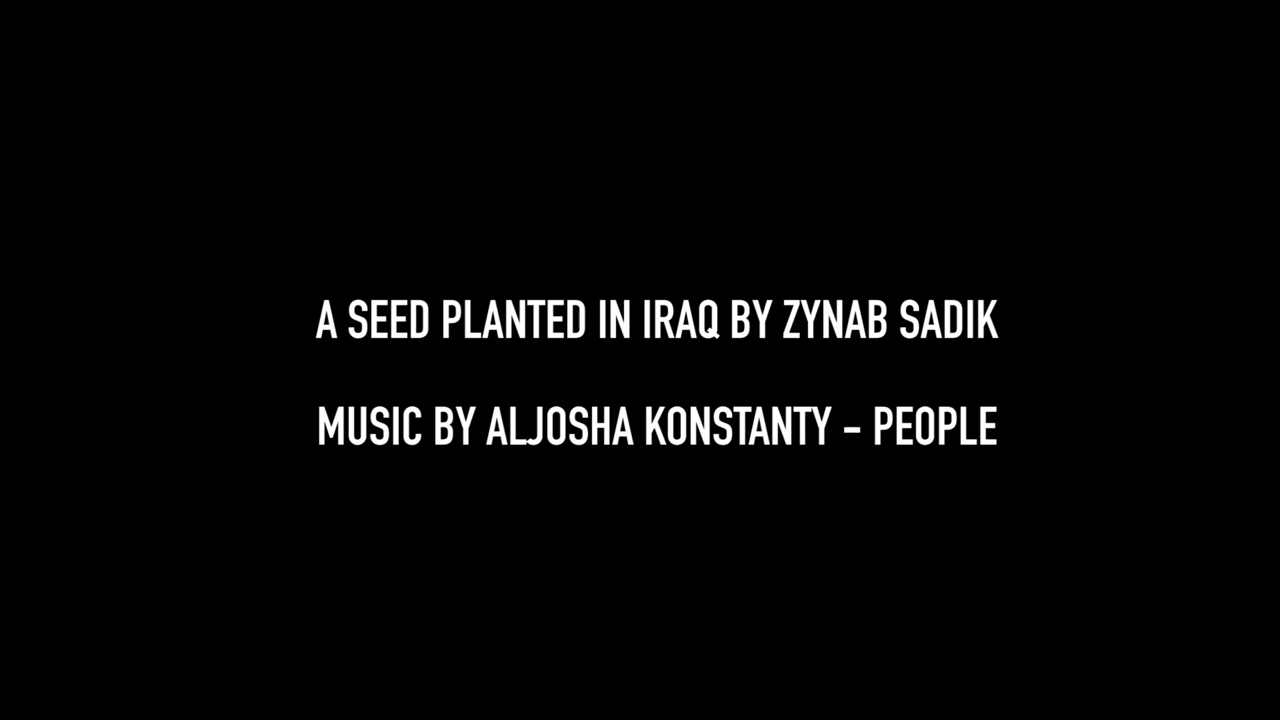 A SEED PLANTED IN IRAQ BY ZYNAB SADIK
MUSIC BY ALJOSHA KONSTANTY - PEOPLE